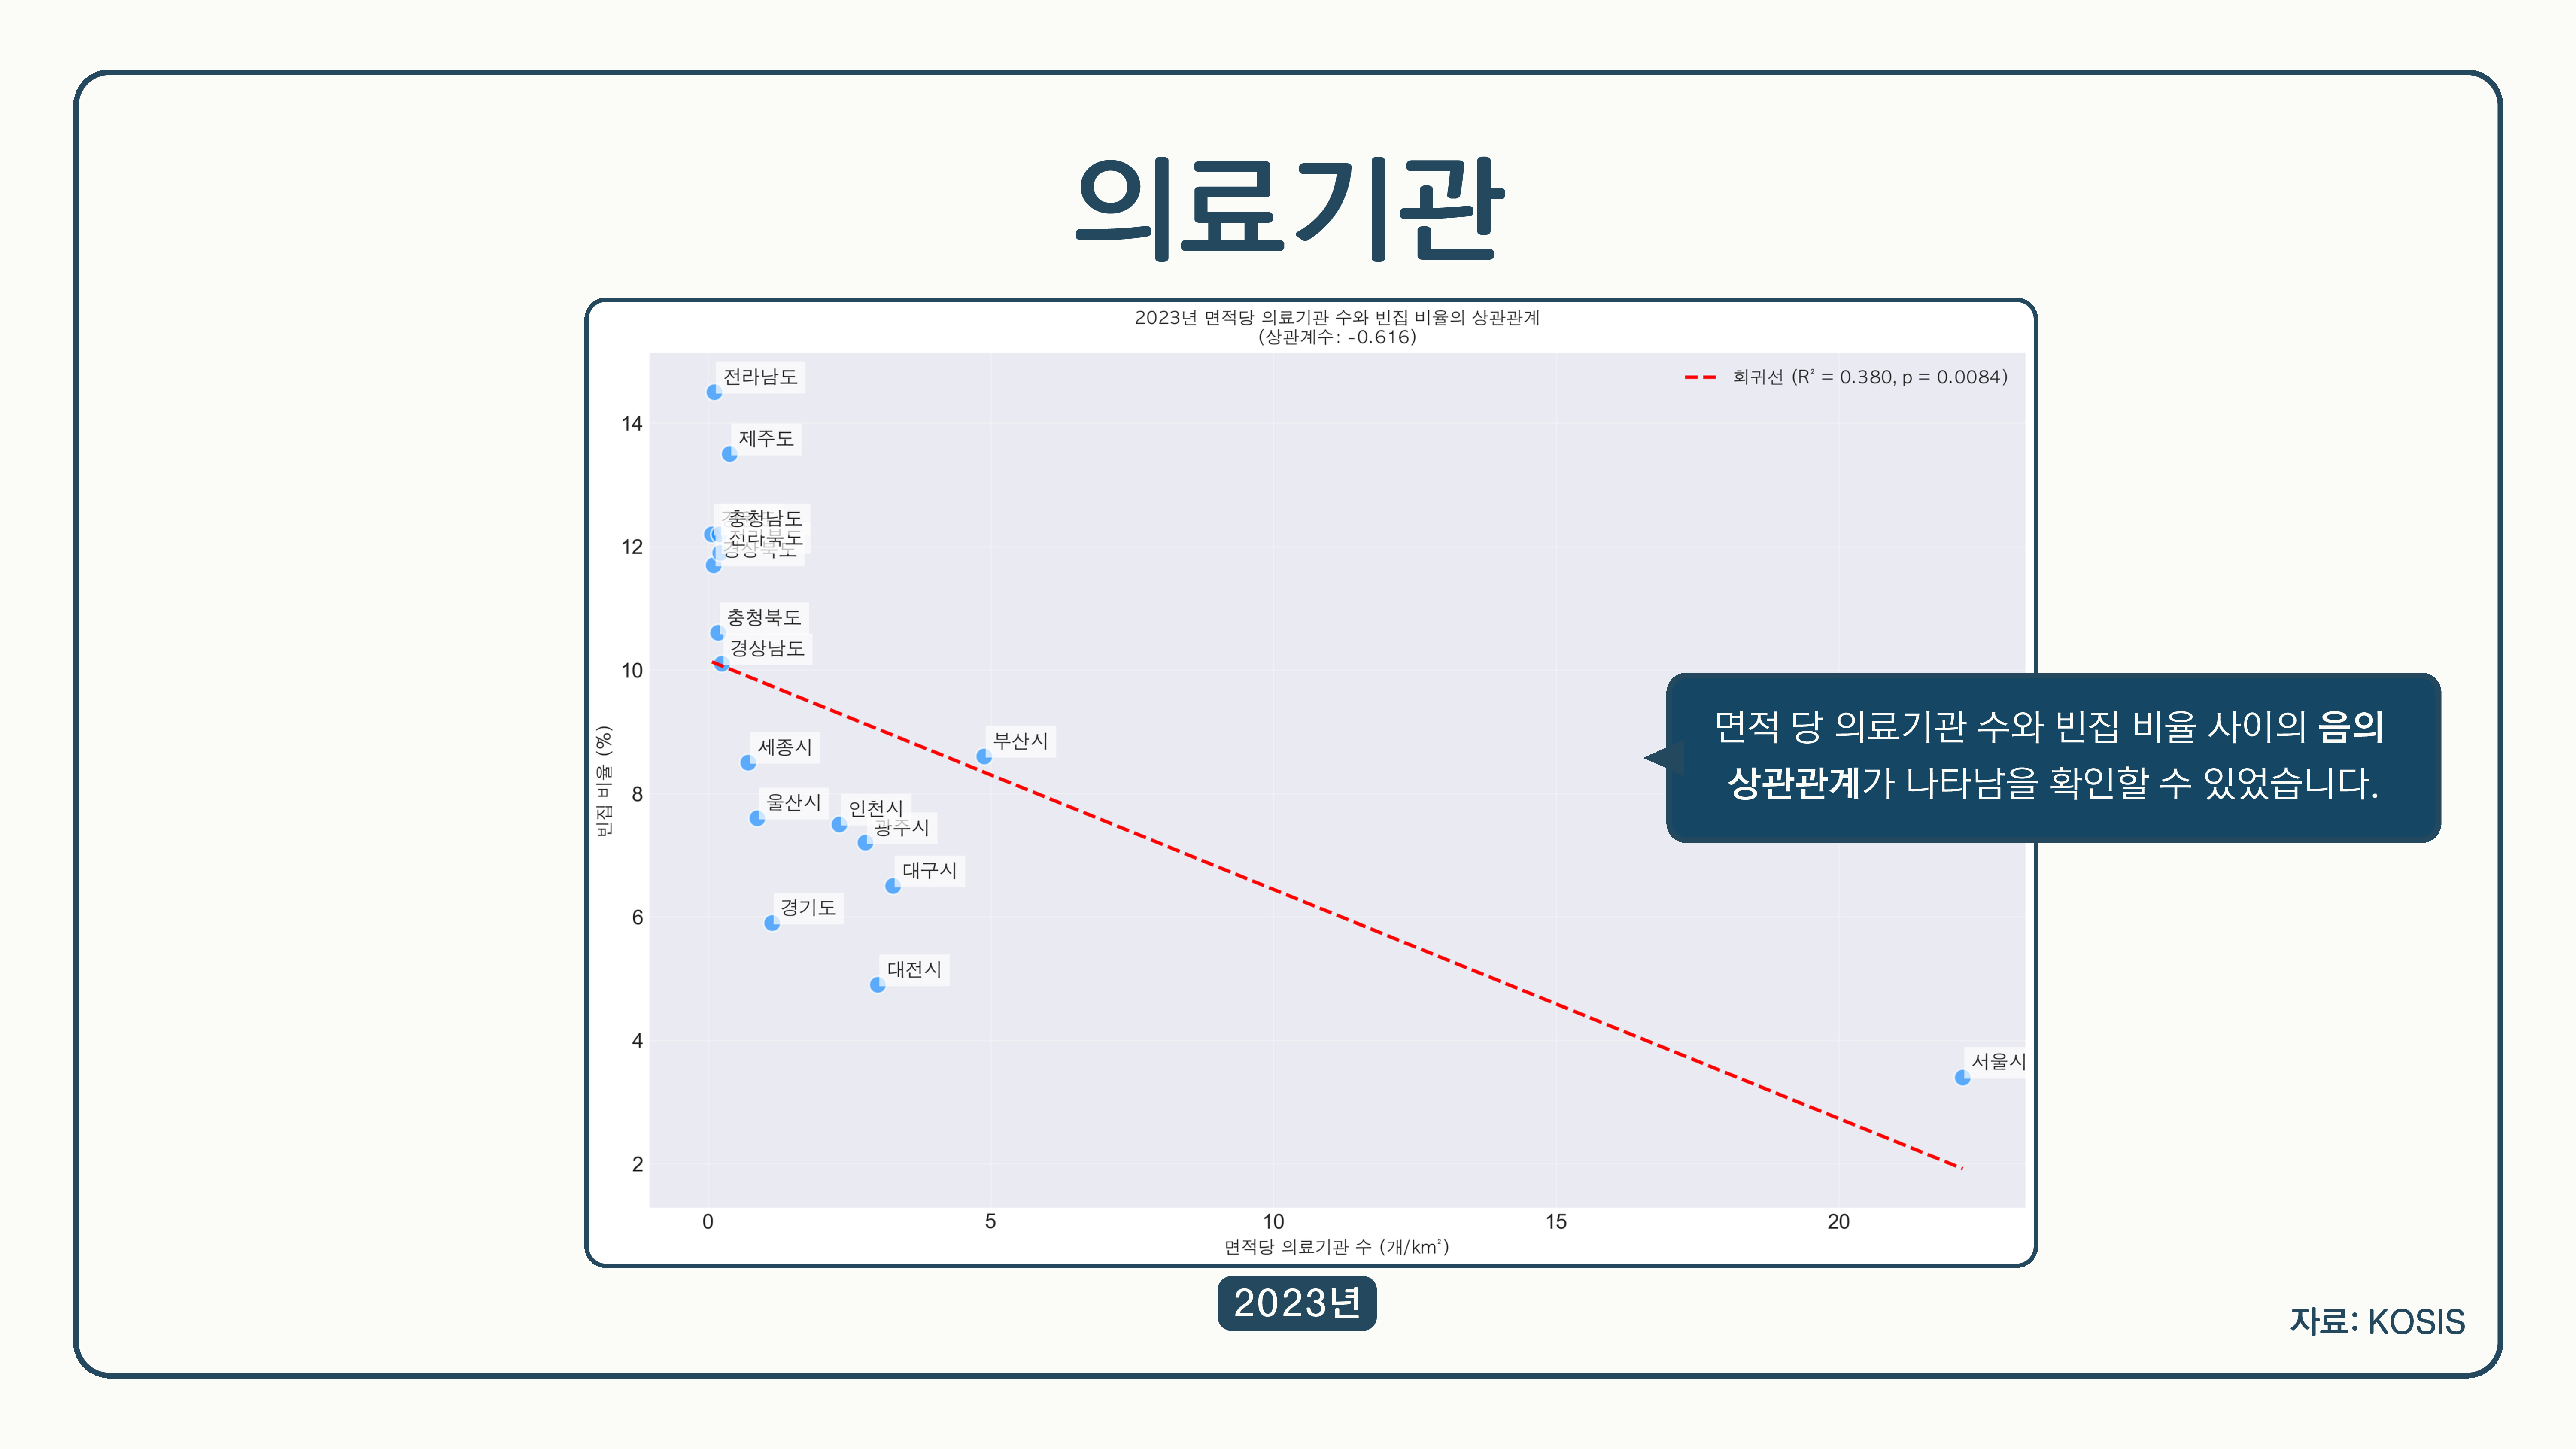 의료기관
2023년 면적당 의료기관 수와 빈집 비율의 상관관계
(상관계수: -0.616)
회귀선 (R² = 0.380, p = 0.0084)
전라남도
14
제주도
충청남도
전라북도
12
경상북도
충청북도
경상남도
10
부산시
세종시
8
울산시
인천시
광주시
대구시
경기도
6
대전시
4
서울시
2
빈집 비율 (%)
0 5 10 15 20
면적당 의료기관 수 (개/km²)
면적 당 의료기관 수와 빈집 비율 사이의 음의
상관관계가 나타남을 확인할 수 있었습니다.
2023년
자료: KOSIS